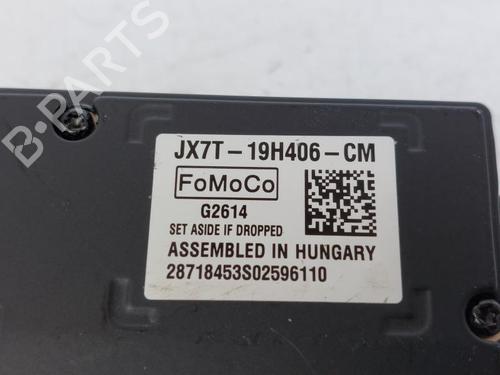 JX7T-19H406-CM
FoMoCo
G2614
SET ASIDE IF DROPPED
ASSEMBLED IN HUNGARY
28718453S02596110
B-PARTS